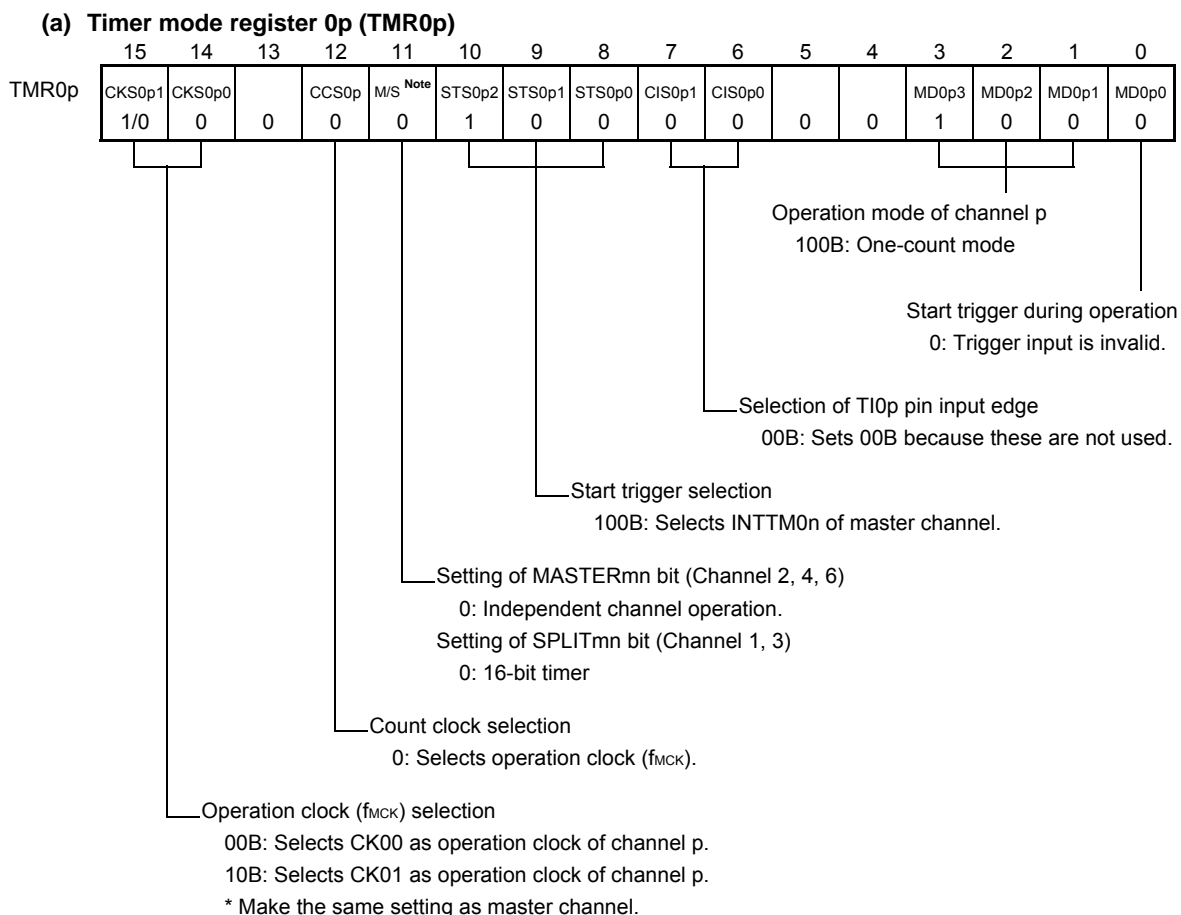 (a) Timer mode register 0p (TMR0p)
15 14 13 12 11 10 9 8 7 6 5 4 3 2 1 0
TMR0p CKS0p1 CKS0p0 CCS0p M/S Note STS0p2 STS0p1 STS0p0 CIS0p1 CIS0p0 MD0p3 MD0p2 MD0p1 MD0p0
1/0 0 0 0 0 1 0 0 0 0 0 0 1 0 0 0
Operation mode of channel p
100B: One-count mode
Start trigger during operation
0: Trigger input is invalid.
Selection of TI0p pin input edge
00B: Sets 00B because these are not used.
Start trigger selection
100B: Selects INTTM0n of master channel.
Setting of MASTERmn bit (Channel 2, 4, 6)
0: Independent channel operation.
Setting of SPLITmn bit (Channel 1, 3)
0: 16-bit timer
Count clock selection
0: Selects operation clock (fMCK).
Operation clock (fMCK) selection
00B: Selects CK00 as operation clock of channel p.
10B: Selects CK01 as operation clock of channel p.
* Make the same setting as master channel.